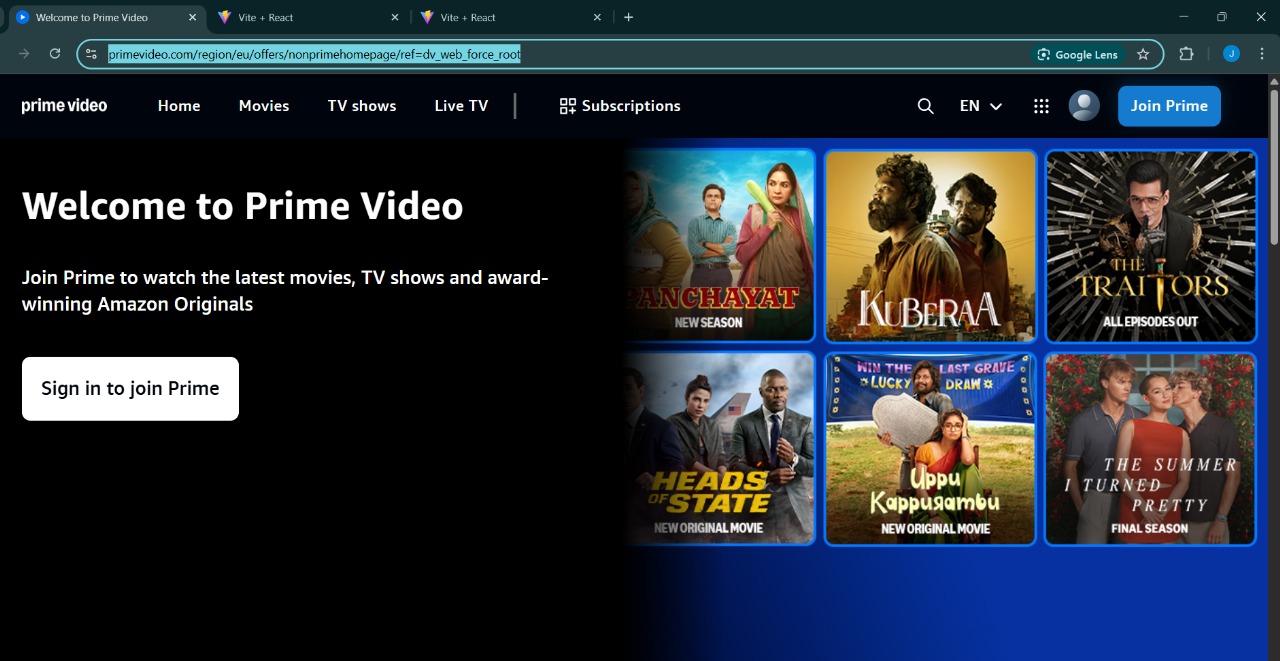 Welcome to Prime Video
Vite + React
Vite + React
primevideo.com/region/eu/offers/nonprimehomepage/ref=dv_web_force_root
Google Lens
J
prime video
Home
Movies
TV shows
Live TV
Subscriptions
EN
Join Prime
Welcome to Prime Video
Join Prime to watch the latest movies, TV shows and award-
winning Amazon Originals
Sign in to join Prime
PANCHAYAT
NEW SEASON
KUBERAA
THE
TRAITORS
ALL EPISODES OUT
HEADS
OF STATE
NEW ORIGINAL MOVIE
WIN THE LAST GRAVE
LUCKY DRAW
Uppu
Kappurambu
NEW ORIGINAL MOVIE
THE SUMMER
I TURNED
PRETTY
FINAL SEASON